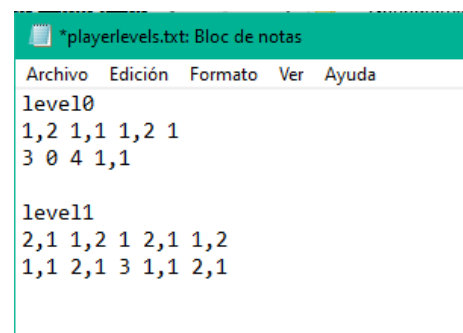 *playerlevels.txt: Bloc de notas
Archivo Edición Formato Ver Ayuda
level0
1,2 1,1 1,2 1
3 0 4 1,1
level1
2,1 1,2 1 2,1 1,2
1,1 2,1 3 1,1 2,1